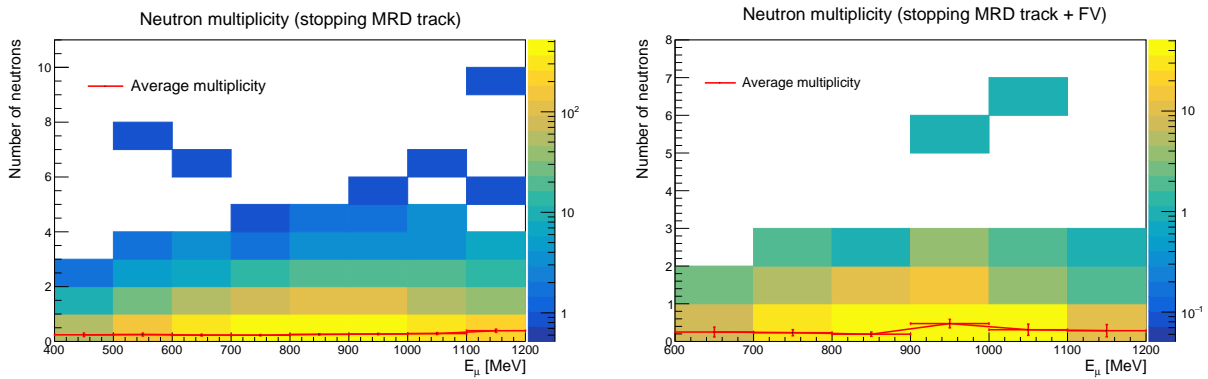 Neutron multiplicity (stopping MRD track)
Number of neutrons
Average multiplicity
10
8
6
4
2
0
400 500 600 700 800 900 1000 1100 1200
E_μ [MeV]
10²
10
1
Neutron multiplicity (stopping MRD track + FV)
Number of neutrons
Average multiplicity
8
7
6
5
4
3
2
1
0
600 700 800 900 1000 1100 1200
E_μ [MeV]
10
1
10⁻¹